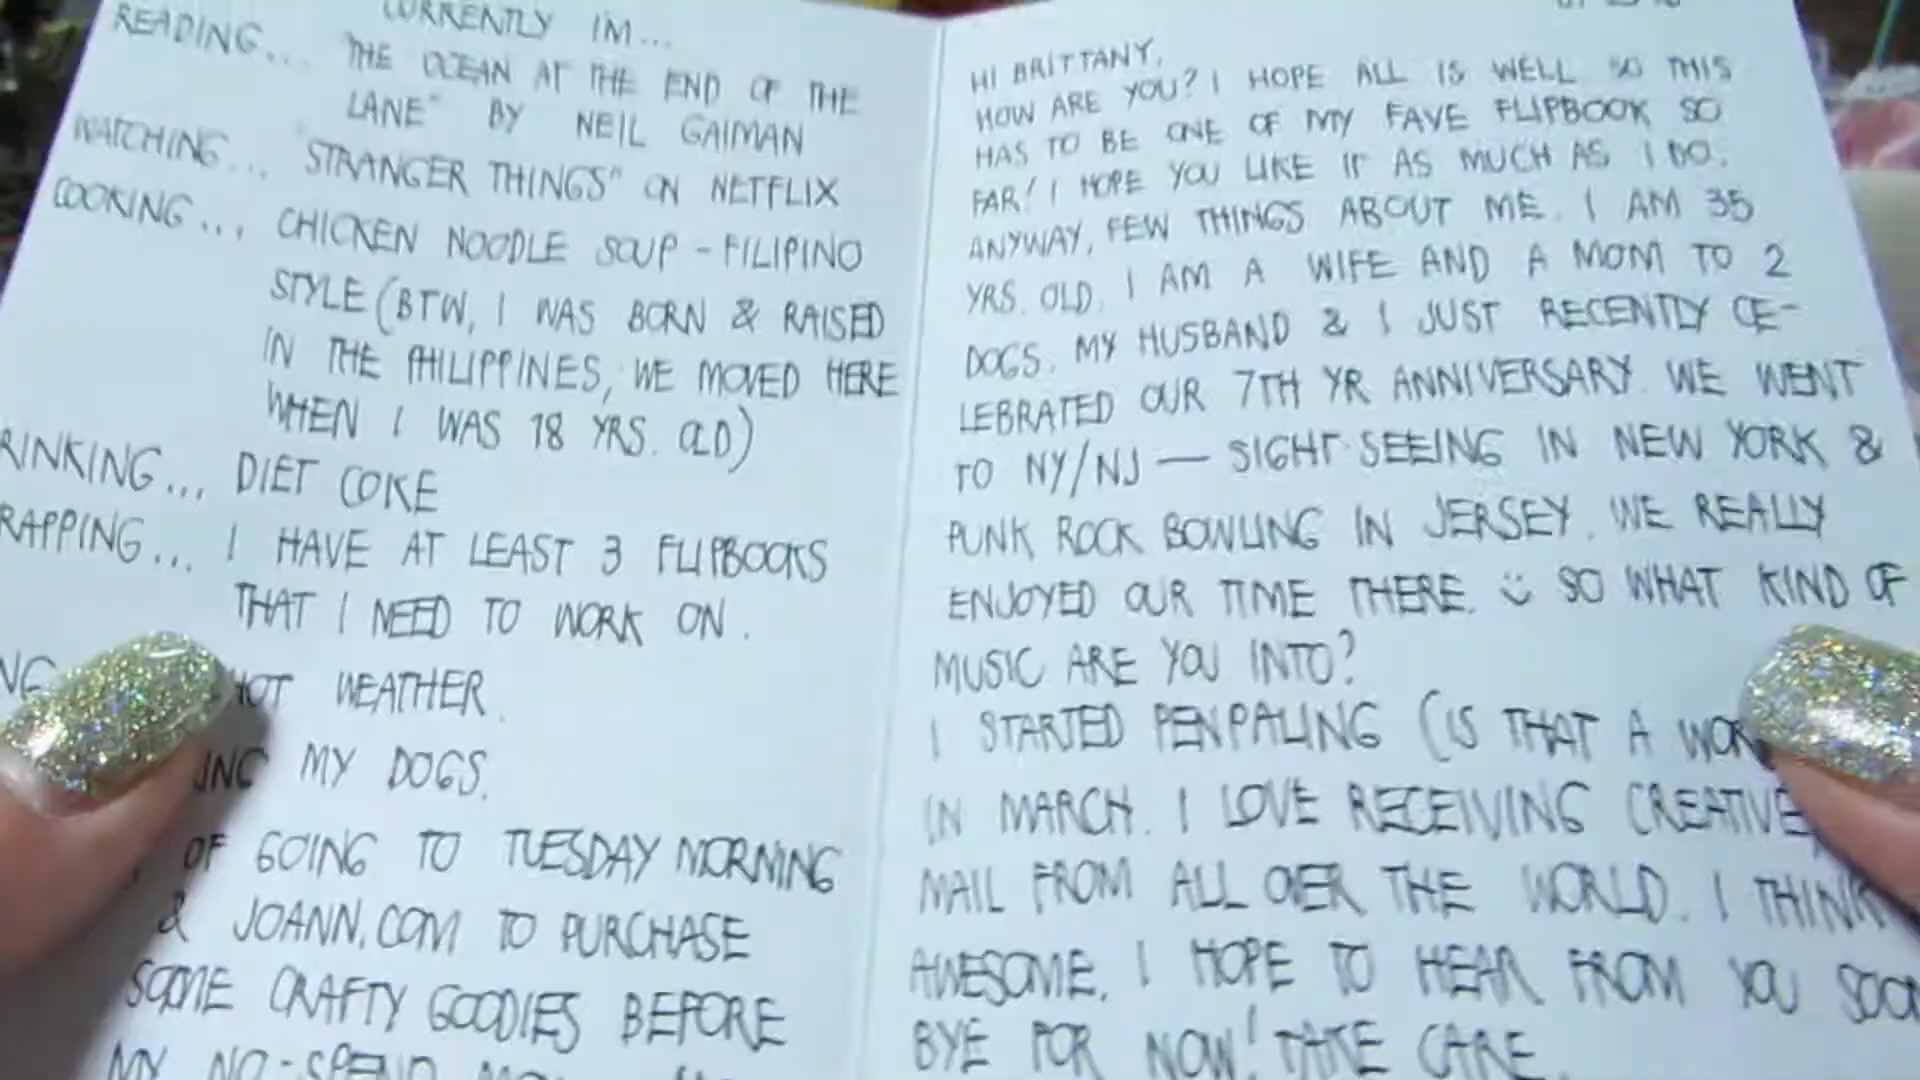 CURRENTLY I'M...
READING... "THE OCEAN AT THE END OF THE
LANE" BY NEIL GAIMAN
WATCHING... "STRANGER THINGS" ON NETFLIX
COOKING... CHICKEN NOODLE SOUP - FILIPINO
STYLE (BTW, I WAS BORN & RAISED
IN THE PHILIPPINES, WE MOVED HERE
WHEN I WAS 18 YRS. OLD)
RINKING... DIET COKE
RAPPING... I HAVE AT LEAST 3 FLIPBOOKS
THAT I NEED TO WORK ON.
HOT WEATHER.
ING MY DOGS.
OF GOING TO TUESDAY MORNING
& JOANN.COM TO PURCHASE
SOME CRAFTY GOODIES BEFORE
MY NO-SPEND
HI BRITTANY,
HOW ARE YOU? I HOPE ALL IS WELL. SO THIS
HAS TO BE ONE OF MY FAVE FLIPBOOK SO
FAR! I HOPE YOU LIKE IT AS MUCH AS I DO.
ANYWAY, FEW THINGS ABOUT ME. I AM 35
YRS. OLD. I AM A WIFE AND A MOM TO 2
DOGS. MY HUSBAND & I JUST RECENTLY CE-
LEBRATED OUR 7TH YR ANNIVERSARY. WE WENT
TO NY/NJ — SIGHT-SEEING IN NEW YORK &
PUNK ROCK BOWLING IN JERSEY. WE REALLY
ENJOYED OUR TIME THERE. SO WHAT KIND OF
MUSIC ARE YOU INTO?
I STARTED PENPALING (IS THAT A WOR
IN MARCH. I LOVE RECEIVING CREATIVE
MAIL FROM ALL OVER THE WORLD. I THINK
AWESOME. I HOPE TO HEAR FROM YOU SOON
BYE FOR NOW! TAKE CARE.